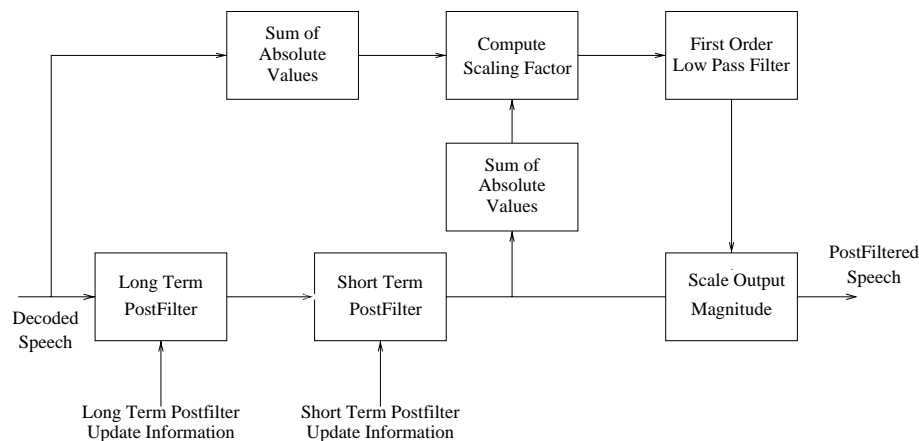 Sum of
Absolute
Values
Compute
Scaling Factor
First Order
Low Pass Filter
Sum of
Absolute
Values
Long Term
PostFilter
Short Term
PostFilter
Scale Output
Magnitude
PostFiltered
Speech
Decoded
Speech
Long Term Postfilter
Update Information
Short Term Postfilter
Update Information